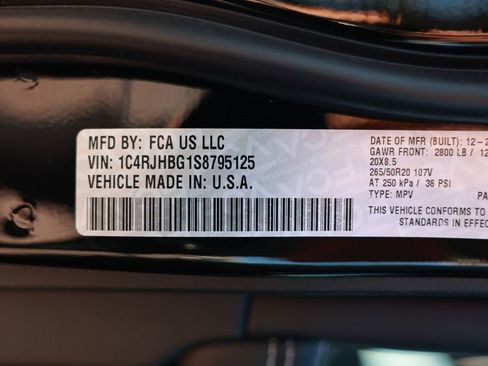 MFD BY: FCA US LLC
VIN: 1C4RJHBG1S8795125
VEHICLE MADE IN: U.S.A.
DATE OF MFR (BUILT): 12-2
GAWR FRONT: 2800 LB / 12
20X8.5
265/50R20 107V
AT 250 kPa / 36 PSI
TYPE: MPV PA
THIS VEHICLE CONFORMS TO
STANDARDS IN EFFEC